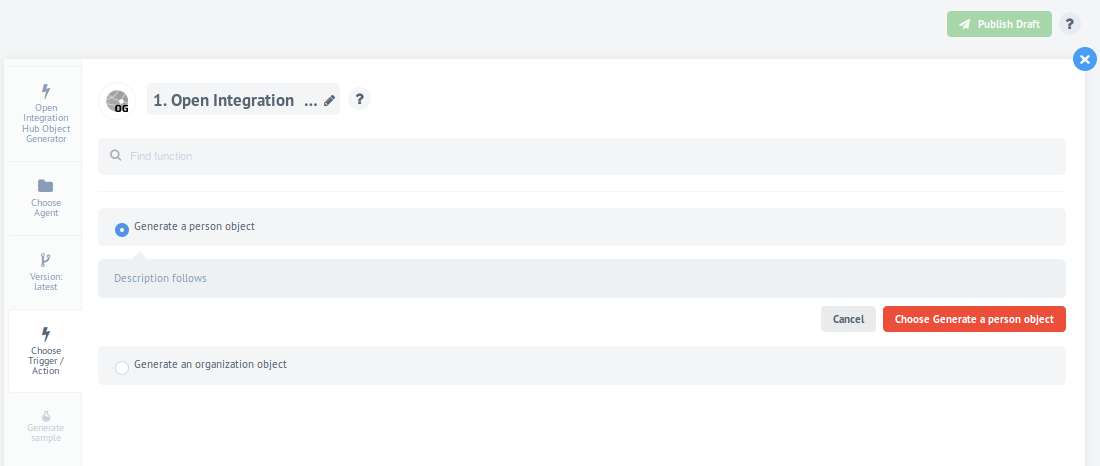 Publish Draft
?
Open
Integration
Hub Object
Generator
Choose
Agent
Version:
latest
Choose
Trigger /
Action
Generate
sample
OG
1. Open Integration ...
?
Find function
Generate a person object
Description follows
Cancel
Choose Generate a person object
Generate an organization object